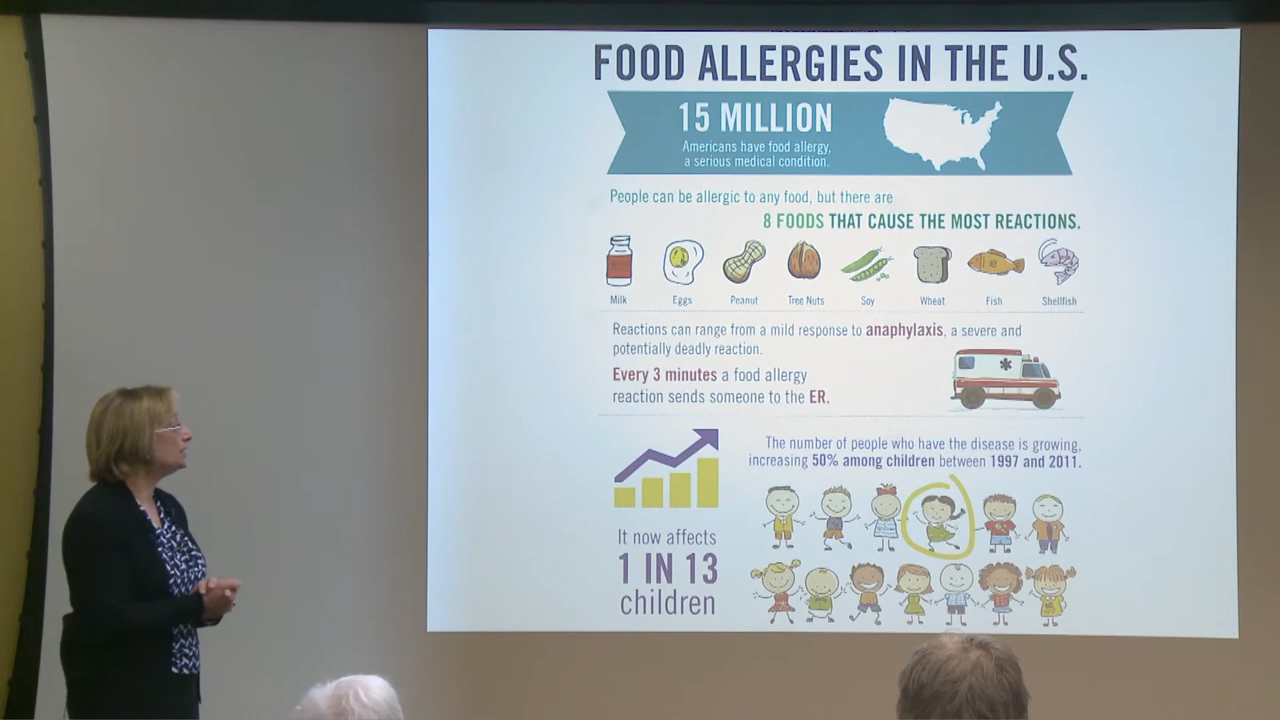 FOOD ALLERGIES IN THE U.S.
15 MILLION
Americans have food allergy,
a serious medical condition.
People can be allergic to any food, but there are
8 FOODS THAT CAUSE THE MOST REACTIONS.
Milk Eggs Peanut Tree Nuts Soy Wheat Fish Shellfish
Reactions can range from a mild response to anaphylaxis, a severe and
potentially deadly reaction.
Every 3 minutes a food allergy
reaction sends someone to the ER.
The number of people who have the disease is growing,
increasing 50% among children between 1997 and 2011.
It now affects
1 IN 13
children